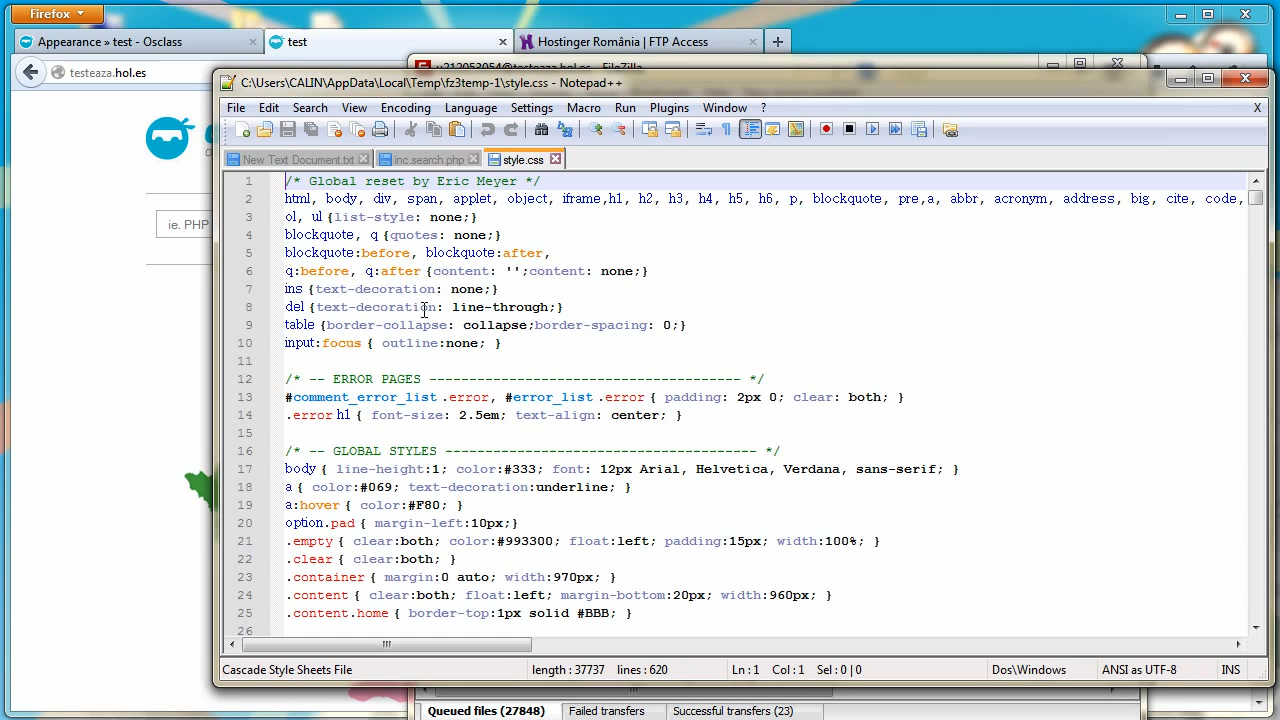 Firefox
Appearance » test - Osclass
test
Hostinger România | FTP Access
testeaza.hol.es
u212053054@testeaza.hol.es - FileZilla
C:\Users\CALIN\AppData\Local\Temp\fz3temp-1\style.css - Notepad++
File Edit Search View Encoding Language Settings Macro Run Plugins Window ? X
New Text Document.txt inc.search.php style.css
1 /* Global reset by Eric Meyer */
2 html, body, div, span, applet, object, iframe,h1, h2, h3, h4, h5, h6, p, blockquote, pre,a, abbr, acronym, address, big, cite, code,
3 ol, ul {list-style: none;}
4 blockquote, q {quotes: none;}
5 blockquote:before, blockquote:after,
6 q:before, q:after {content: '';content: none;}
7 ins {text-decoration: none;}
8 del {text-decoration: line-through;}
9 table {border-collapse: collapse;border-spacing: 0;}
10 input:focus { outline:none; }
11
12 /* -- ERROR PAGES --------------------------------------- */
13 #comment_error_list .error, #error_list .error { padding: 2px 0; clear: both; }
14 .error h1 { font-size: 2.5em; text-align: center; }
15
16 /* -- GLOBAL STYLES --------------------------------------- */
17 body { line-height:1; color:#333; font: 12px Arial, Helvetica, Verdana, sans-serif; }
18 a { color:#069; text-decoration:underline; }
19 a:hover { color:#F80; }
20 option.pad { margin-left:10px;}
21 .empty { clear:both; color:#993300; float:left; padding:15px; width:100%; }
22 .clear { clear:both; }
23 .container { margin:0 auto; width:970px; }
24 .content { clear:both; float:left; margin-bottom:20px; width:960px; }
25 .content.home { border-top:1px solid #BBB; }
26
ie. PHP
Cascade Style Sheets File length : 37737 lines : 620 Ln : 1 Col : 1 Sel : 0 | 0 Dos\Windows ANSI as UTF-8 INS
Queued files (27848) Failed transfers Successful transfers (23)